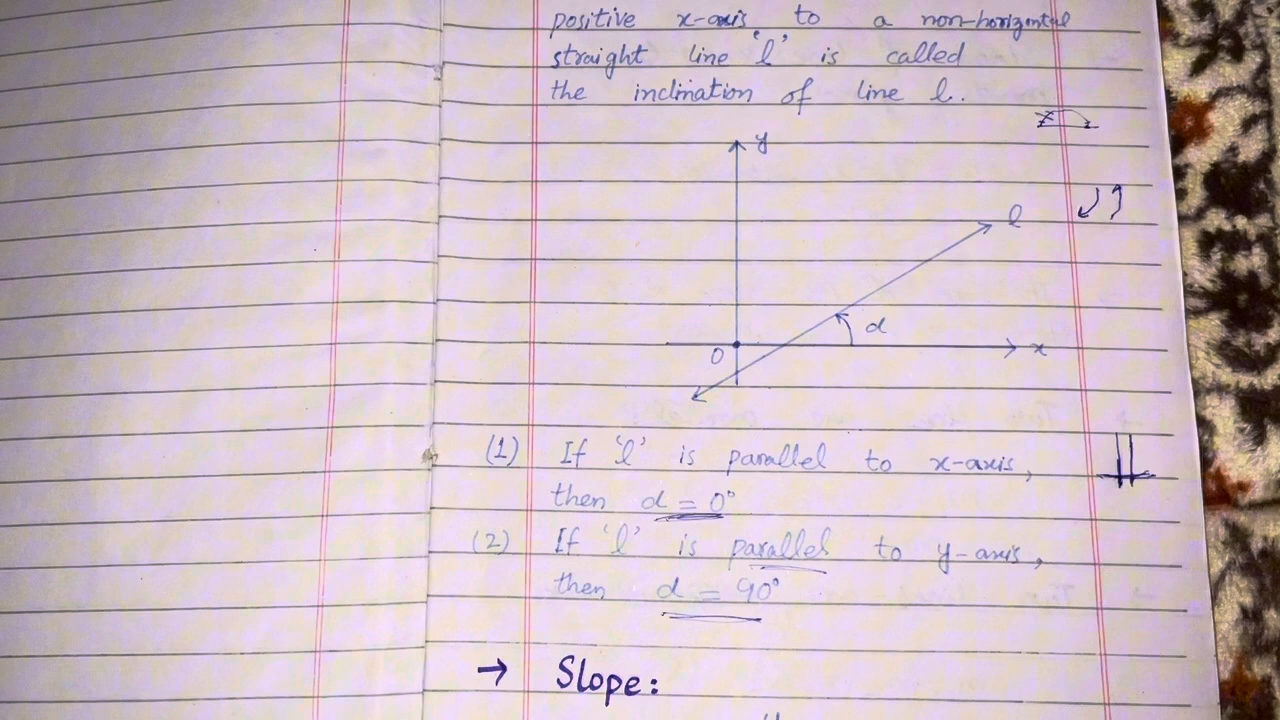 positive x-axis to a non-horizontal
straight line 'l' is called
the inclination of line l.
y
l
α
O
x
(1) If 'l' is parallel to x-axis,
then α = 0°
(2) If 'l' is parallel to y-axis,
then α = 90°
→ Slope: